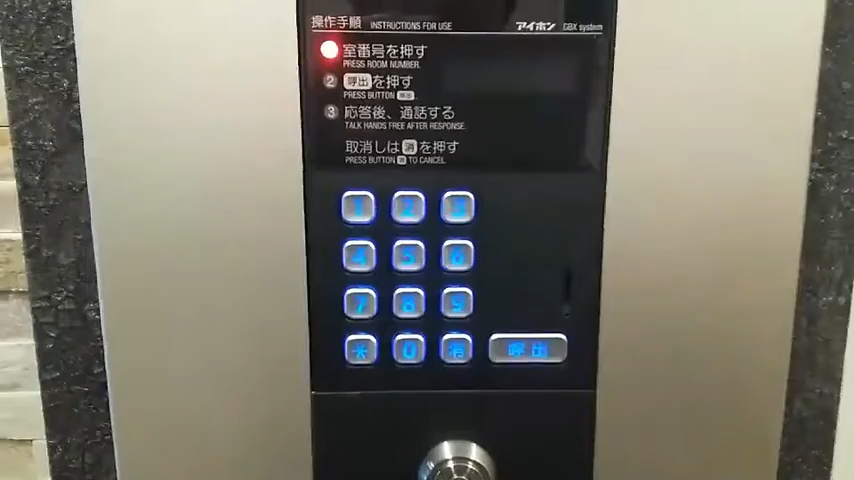 操作手順 INSTRUCTIONS FOR USE アイホン GBX system
室番号を押す
PRESS ROOM NUMBER.
2 呼出を押す
PRESS BUTTON 呼出.
3 応答後、通話する
TALK HANDS FREE AFTER RESPONSE.
取消しは消を押す
PRESS BUTTON 消 TO CANCEL.
1 2 3
4 5 6
7 8 9
* 0 消 呼出